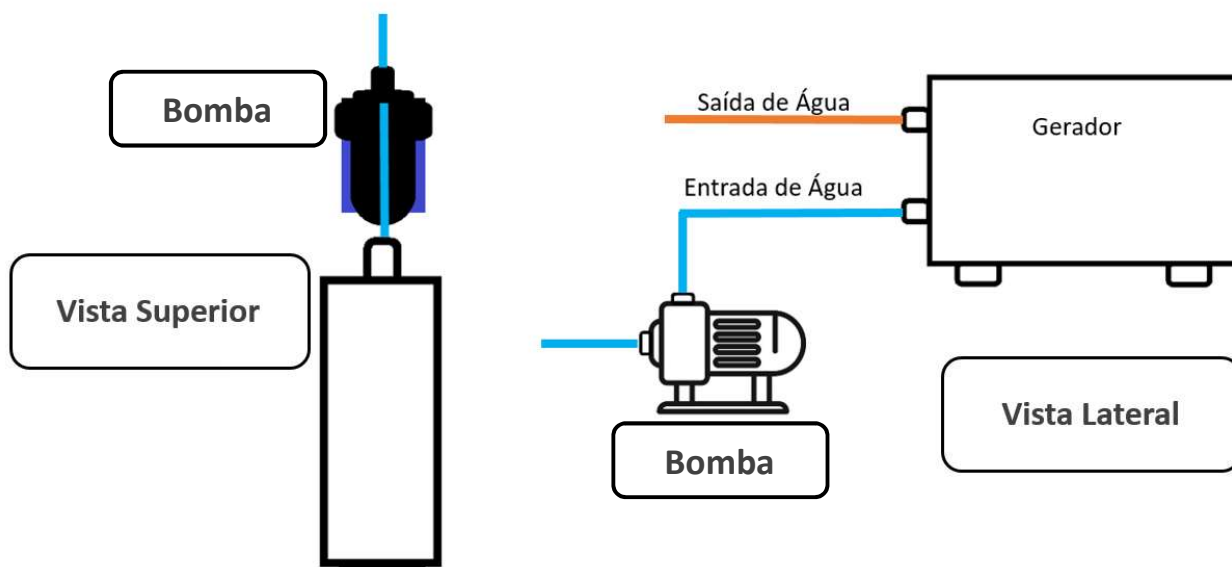 Bomba
Vista Superior
Saída de Água
Gerador
Entrada de Água
Bomba
Vista Lateral